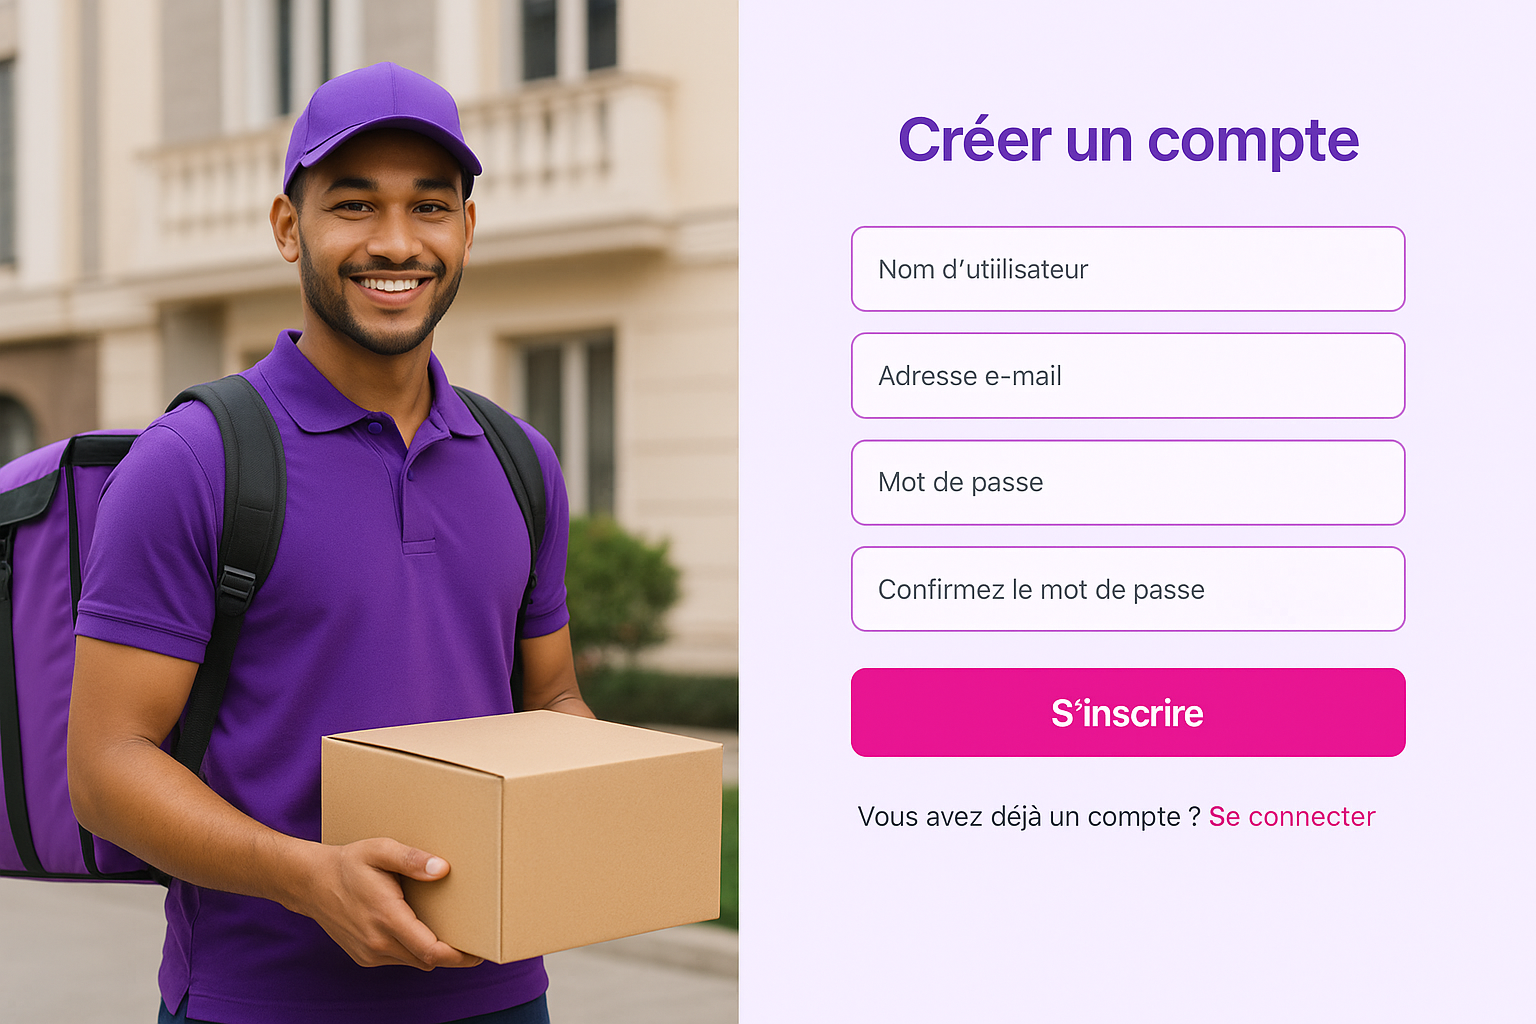 Créer un compte
Nom d’utiilisateur
Adresse e-mail
Mot de passe
Confirmez le mot de passe
S’inscrire
Vous avez déjà un compte ? Se connecter